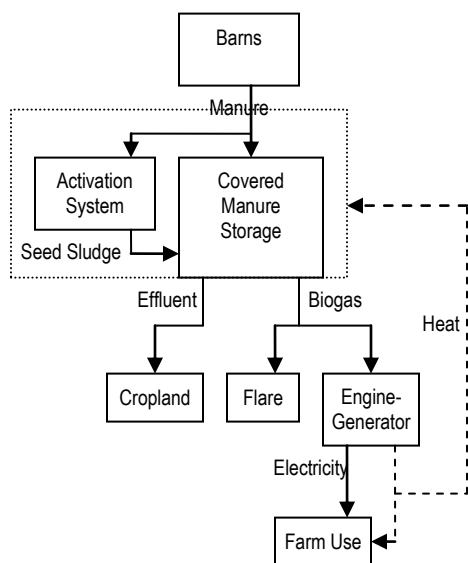 Barns
Manure
Activation
System
Covered
Manure
Storage
Seed Sludge
Effluent
Biogas
Heat
Cropland
Flare
Engine-
Generator
Electricity
Farm Use